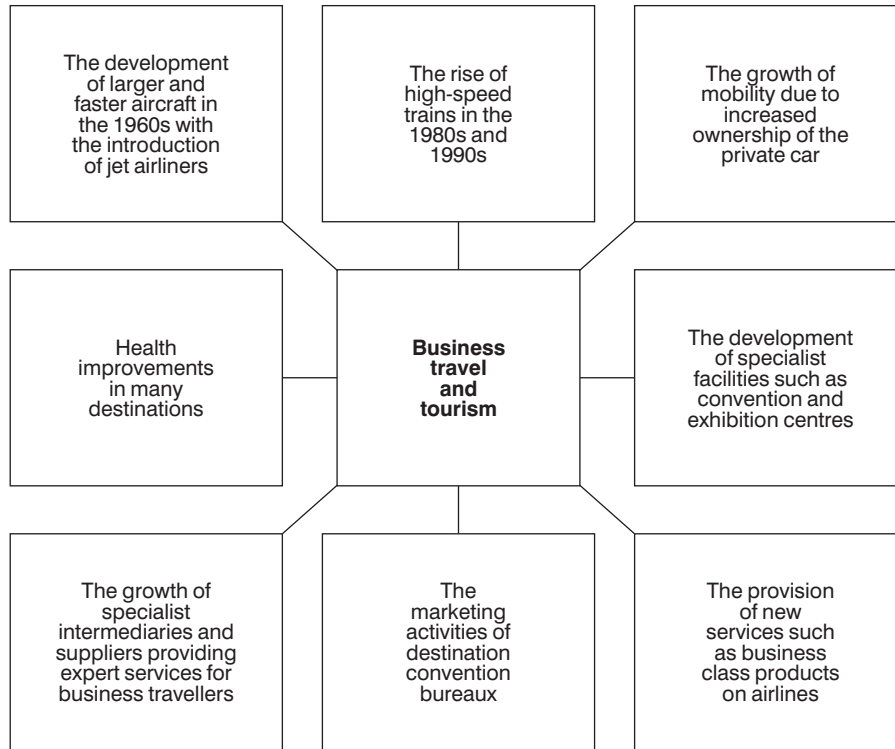 The development
of larger and
faster aircraft in
the 1960s with
the introduction
of jet airliners
The rise of
high-speed
trains in the
1980s and
1990s
The growth of
mobility due to
increased
ownership of the
private car
Health
improvements
in many
destinations
Business
travel
and
tourism
The development
of specialist
facilities such as
convention and
exhibition centres
The growth of
specialist
intermediaries and
suppliers providing
expert services for
business travellers
The
marketing
activities of
destination
convention
bureaux
The provision
of new
services such
as business
class products
on airlines